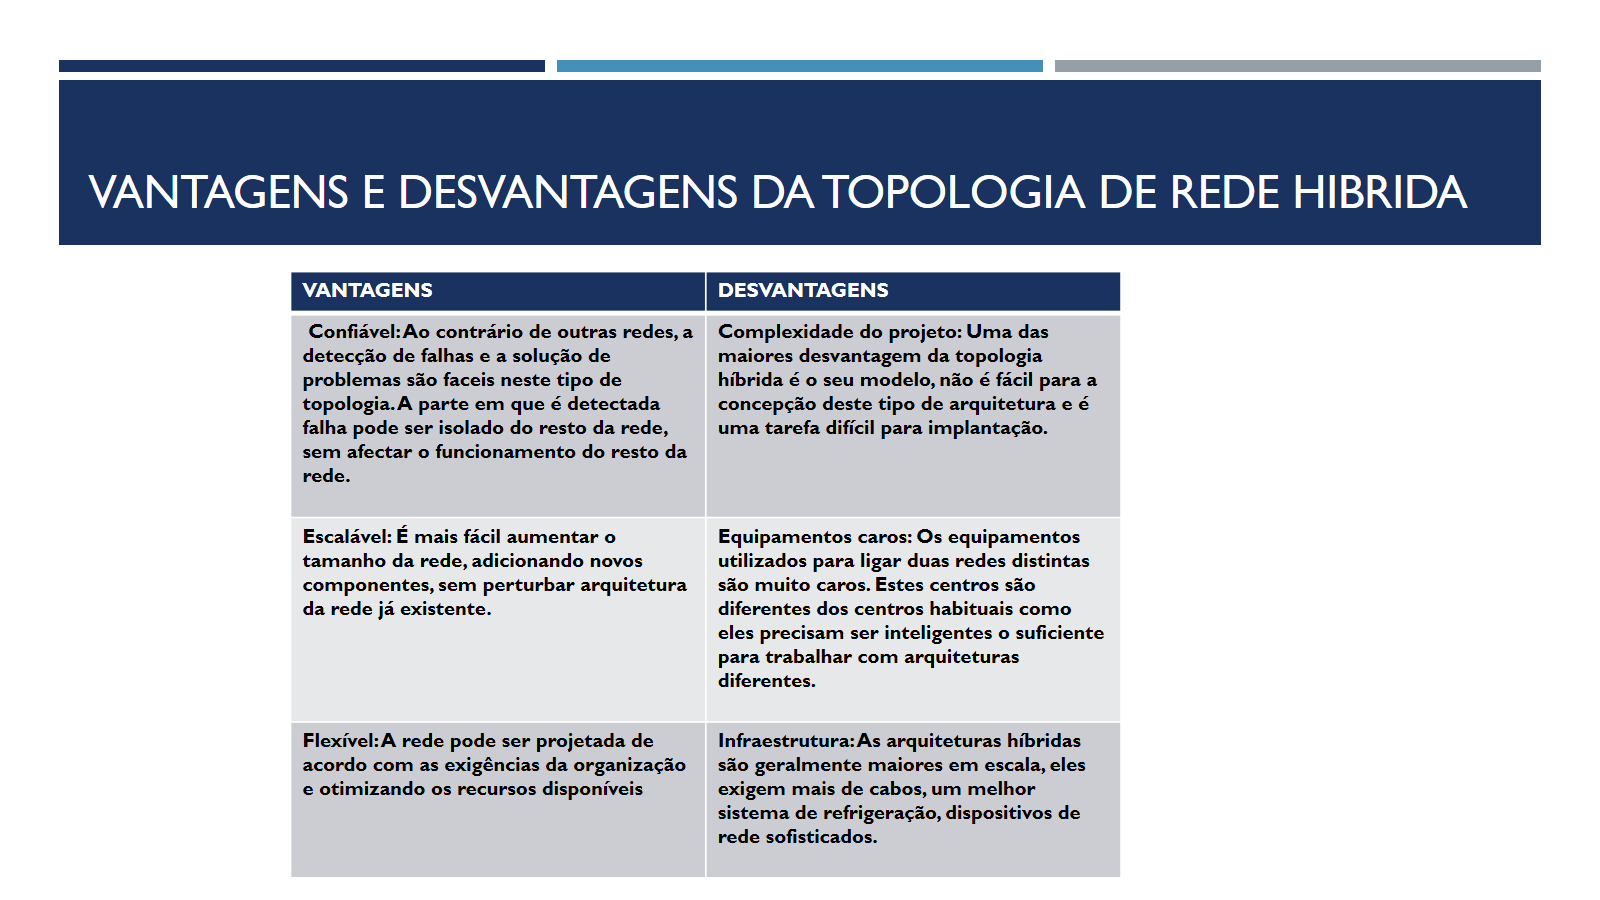 VANTAGENS E DESVANTAGENS DA TOPOLOGIA DE REDE HIBRIDA
VANTAGENS
DESVANTAGENS
Confiável: Ao contrário de outras redes, a
detecção de falhas e a solução de
problemas são faceis neste tipo de
topologia. A parte em que é detectada
falha pode ser isolado do resto da rede,
sem afectar o funcionamento do resto da
rede.
Complexidade do projeto: Uma das
maiores desvantagem da topologia
híbrida é o seu modelo, não é fácil para a
concepção deste tipo de arquitetura e é
uma tarefa difícil para implantação.
Escalável: É mais fácil aumentar o
tamanho da rede, adicionando novos
componentes, sem perturbar arquitetura
da rede já existente.
Equipamentos caros: Os equipamentos
utilizados para ligar duas redes distintas
são muito caros. Estes centros são
diferentes dos centros habituais como
eles precisam ser inteligentes o suficiente
para trabalhar com arquiteturas
diferentes.
Flexível: A rede pode ser projetada de
acordo com as exigências da organização
e otimizando os recursos disponíveis
Infraestrutura: As arquiteturas híbridas
são geralmente maiores em escala, eles
exigem mais de cabos, um melhor
sistema de refrigeração, dispositivos de
rede sofisticados.